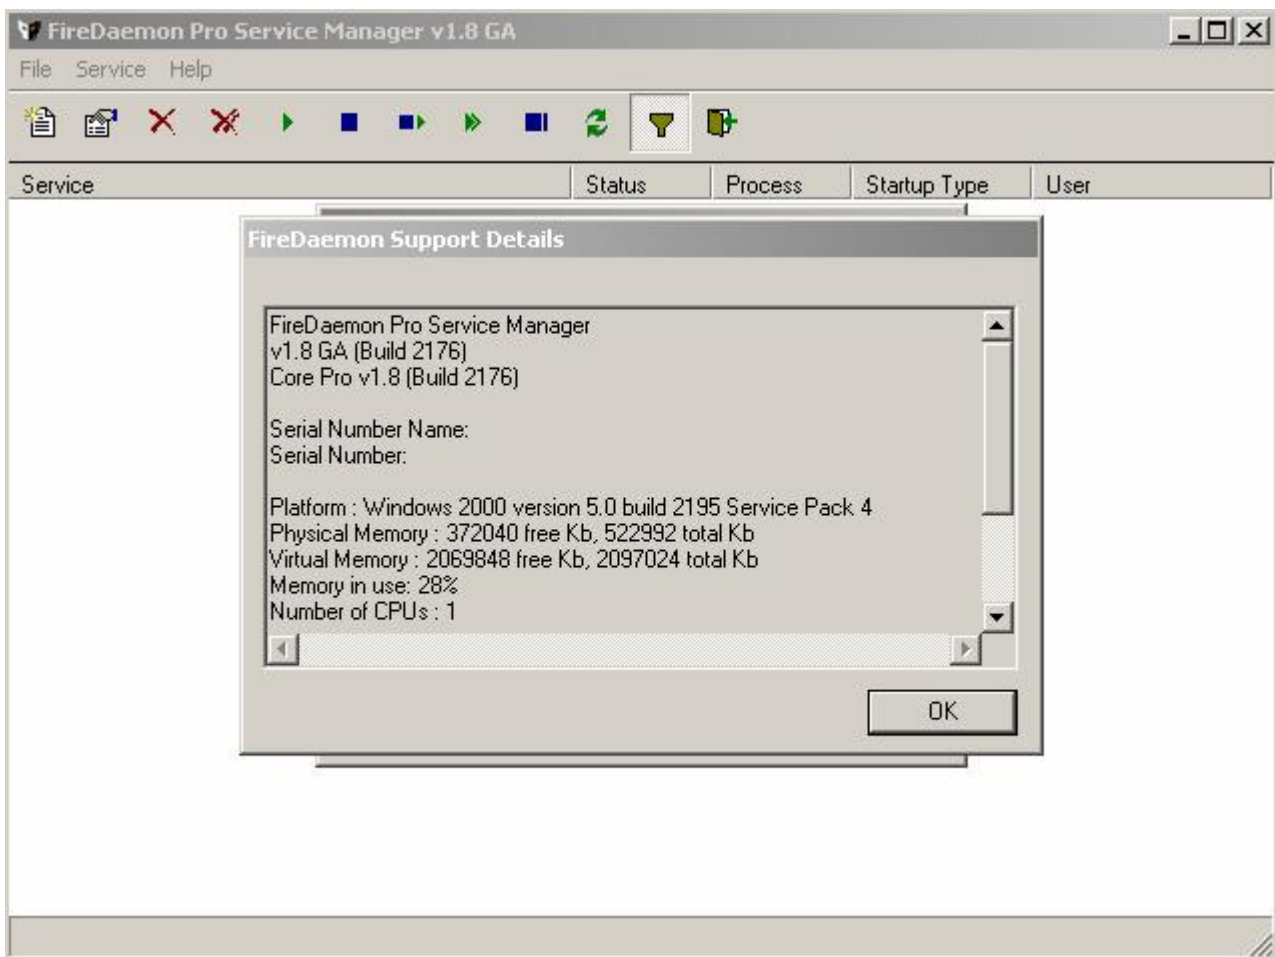 FireDaemon Pro Service Manager v1.8 GA
File Service Help
Service Status Process Startup Type User
FireDaemon Support Details
FireDaemon Pro Service Manager
v1.8 GA (Build 2176)
Core Pro v1.8 (Build 2176)
Serial Number Name:
Serial Number:
Platform : Windows 2000 version 5.0 build 2195 Service Pack 4
Physical Memory : 372040 free Kb, 522992 total Kb
Virtual Memory : 2069848 free Kb, 2097024 total Kb
Memory in use: 28%
Number of CPUs : 1
OK